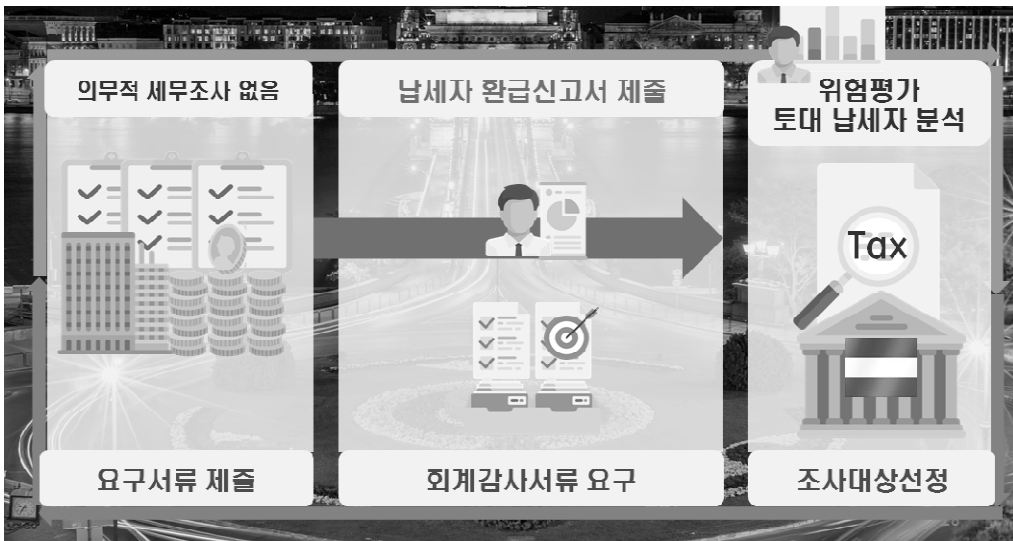 의무적 세무조사 없음
납세자 환급신고서 제출
위험평가
토대 납세자 분석
Tax
요구서류 제출
회계감사서류 요구
조사대상선정